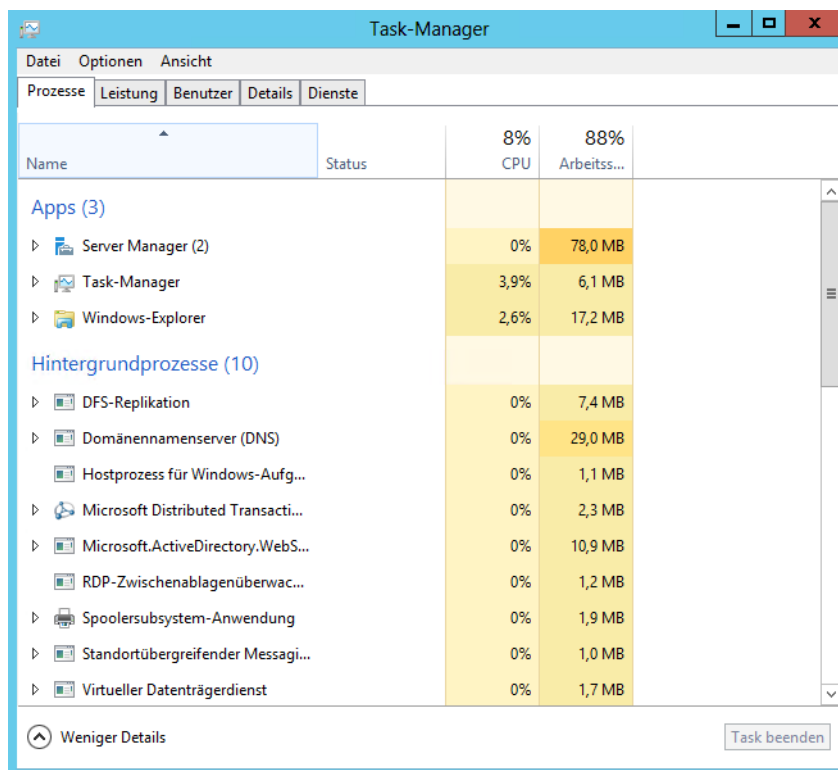 Task-Manager
Datei Optionen Ansicht
Prozesse Leistung Benutzer Details Dienste
8% 88%
Name Status CPU Arbeitss...
Apps (3)
Server Manager (2) 0% 78,0 MB
Task-Manager 3,9% 6,1 MB
Windows-Explorer 2,6% 17,2 MB
Hintergrundprozesse (10)
DFS-Replikation 0% 7,4 MB
Domänennamenserver (DNS) 0% 29,0 MB
Hostprozess für Windows-Aufg... 0% 1,1 MB
Microsoft Distributed Transacti... 0% 2,3 MB
Microsoft.ActiveDirectory.WebS... 0% 10,9 MB
RDP-Zwischenablagenüberwac... 0% 1,2 MB
Spoolersubsystem-Anwendung 0% 1,9 MB
Standortübergreifender Messagi... 0% 1,0 MB
Virtueller Datenträgerdienst 0% 1,7 MB
Weniger Details Task beenden